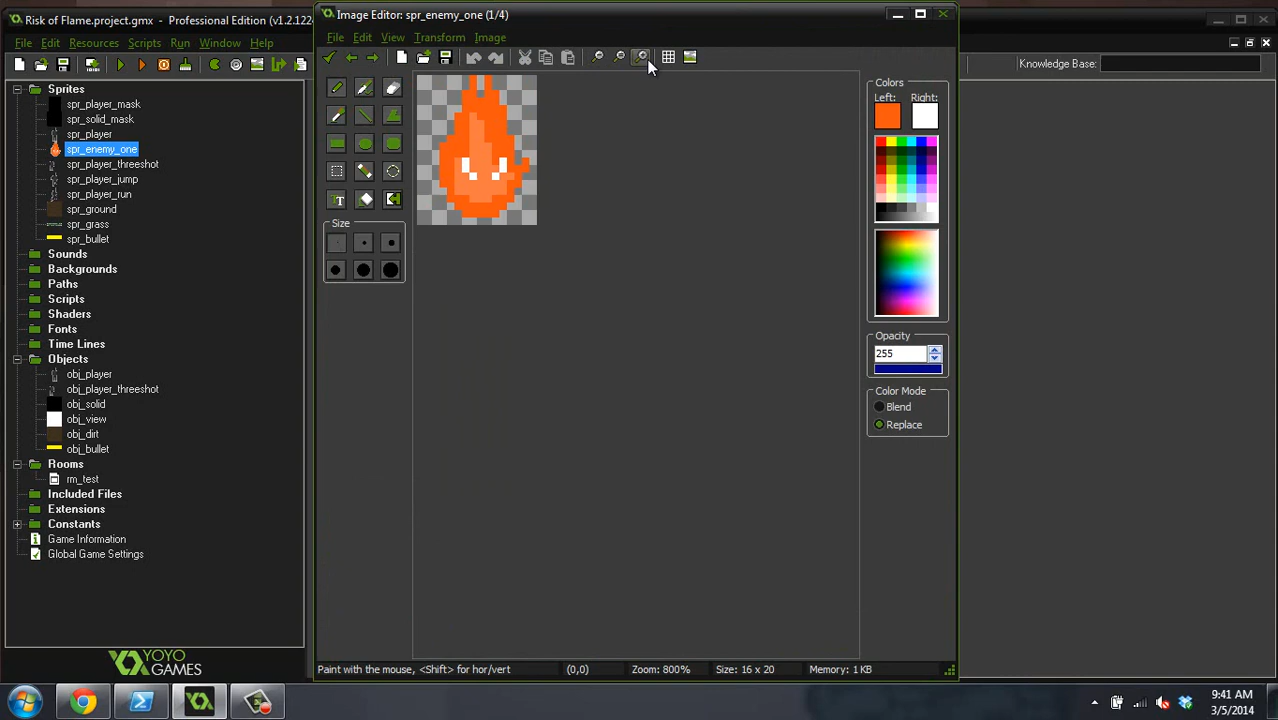 Risk of Flame.project.gmx — Professional Edition (v1.2.122
Image Editor: spr_enemy_one (1/4)
File Edit Resources Scripts Run Window Help
File Edit View Transform Image
Knowledge Base:
Sprites
spr_player_mask
spr_solid_mask
spr_player
spr_enemy_one
spr_player_threeshot
spr_player_jump
spr_player_run
spr_ground
spr_grass
spr_bullet
Sounds
Backgrounds
Paths
Scripts
Shaders
Fonts
Time Lines
Objects
obj_player
obj_player_threeshot
obj_solid
obj_view
obj_dirt
obj_bullet
Rooms
rm_test
Included Files
Extensions
Constants
Game Information
Global Game Settings
YOYO
GAMES
Size
Colors
Left: Right:
Opacity
255
Color Mode
Blend
Replace
Paint with the mouse, <Shift> for hor/vert (0,0) Zoom: 800% Size: 16 x 20 Memory: 1 KB
9:41 AM
3/5/2014